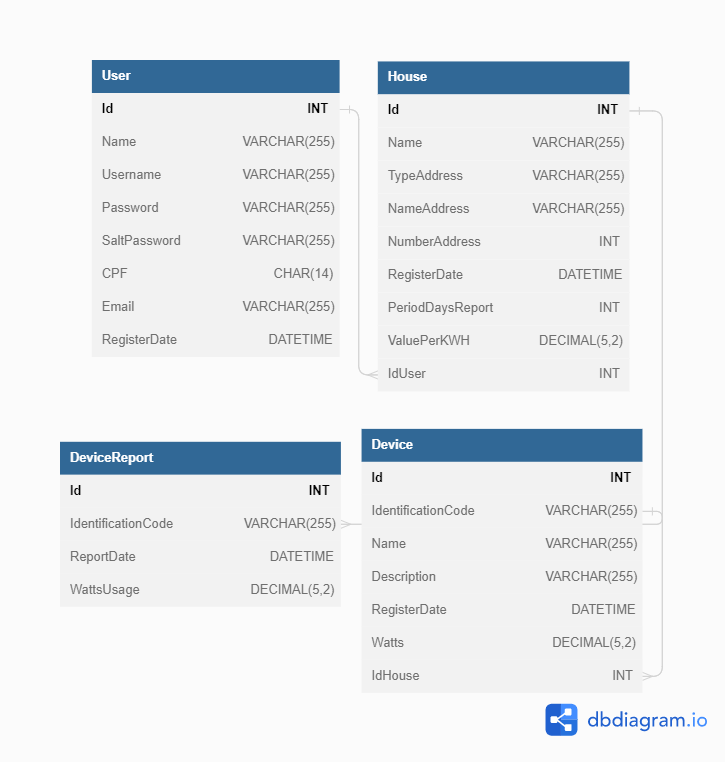 User
Id INT
Name VARCHAR(255)
Username VARCHAR(255)
Password VARCHAR(255)
SaltPassword VARCHAR(255)
CPF CHAR(14)
Email VARCHAR(255)
RegisterDate DATETIME
House
Id INT
Name VARCHAR(255)
TypeAddress VARCHAR(255)
NameAddress VARCHAR(255)
NumberAddress INT
RegisterDate DATETIME
PeriodDaysReport INT
ValuePerKWH DECIMAL(5,2)
IdUser INT
DeviceReport
Id INT
IdentificationCode VARCHAR(255)
ReportDate DATETIME
WattsUsage DECIMAL(5,2)
Device
Id INT
IdentificationCode VARCHAR(255)
Name VARCHAR(255)
Description VARCHAR(255)
RegisterDate DATETIME
Watts DECIMAL(5,2)
IdHouse INT
dbdiagram.io